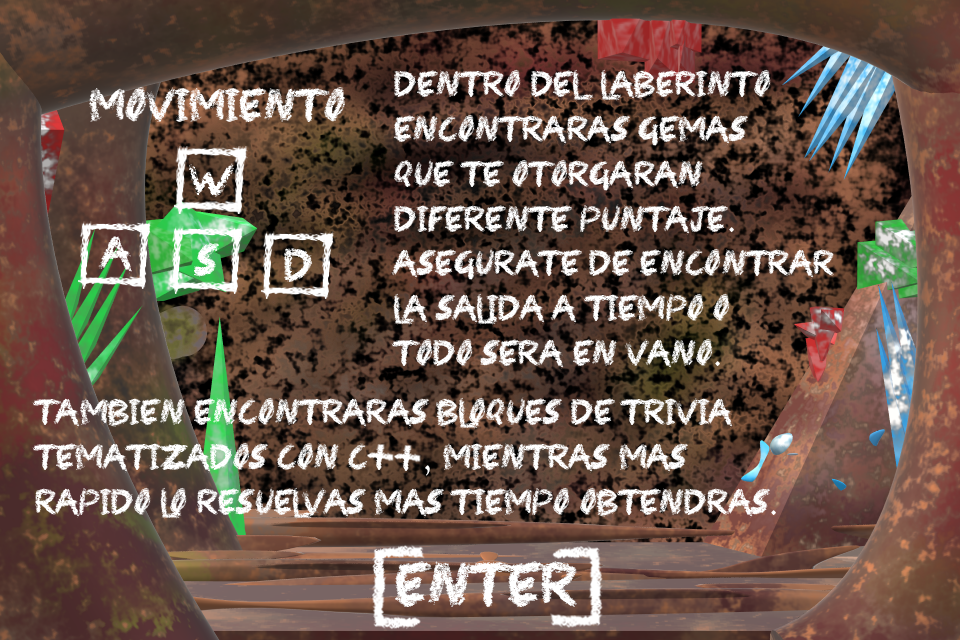 MOVIMIENTO
W
A S D
DENTRO DEL LABERINTO
ENCONTRARAS GEMAS
QUE TE OTORGARAN
DIFERENTE PUNTAJE.
ASEGURATE DE ENCONTRAR
LA SALIDA A TIEMPO O
TODO SERA EN VANO.
TAMBIEN ENCONTRARAS BLOQUES DE TRIVIA
TEMATIZADOS CON C++, MIENTRAS MAS
RAPIDO LO RESUELVAS MAS TIEMPO OBTENDRAS.
[ENTER]